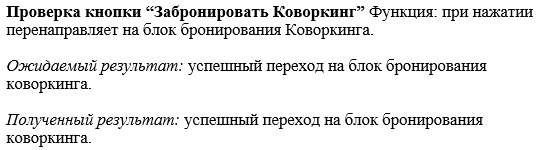 Проверка кнопки “Забронировать Коворкинг” Функция: при нажатии
перенаправляет на блок бронирования Коворкинга.
Ожидаемый результат: успешный переход на блок бронирования
коворкинга.
Полученный результат: успешный переход на блок бронирования
коворкинга.